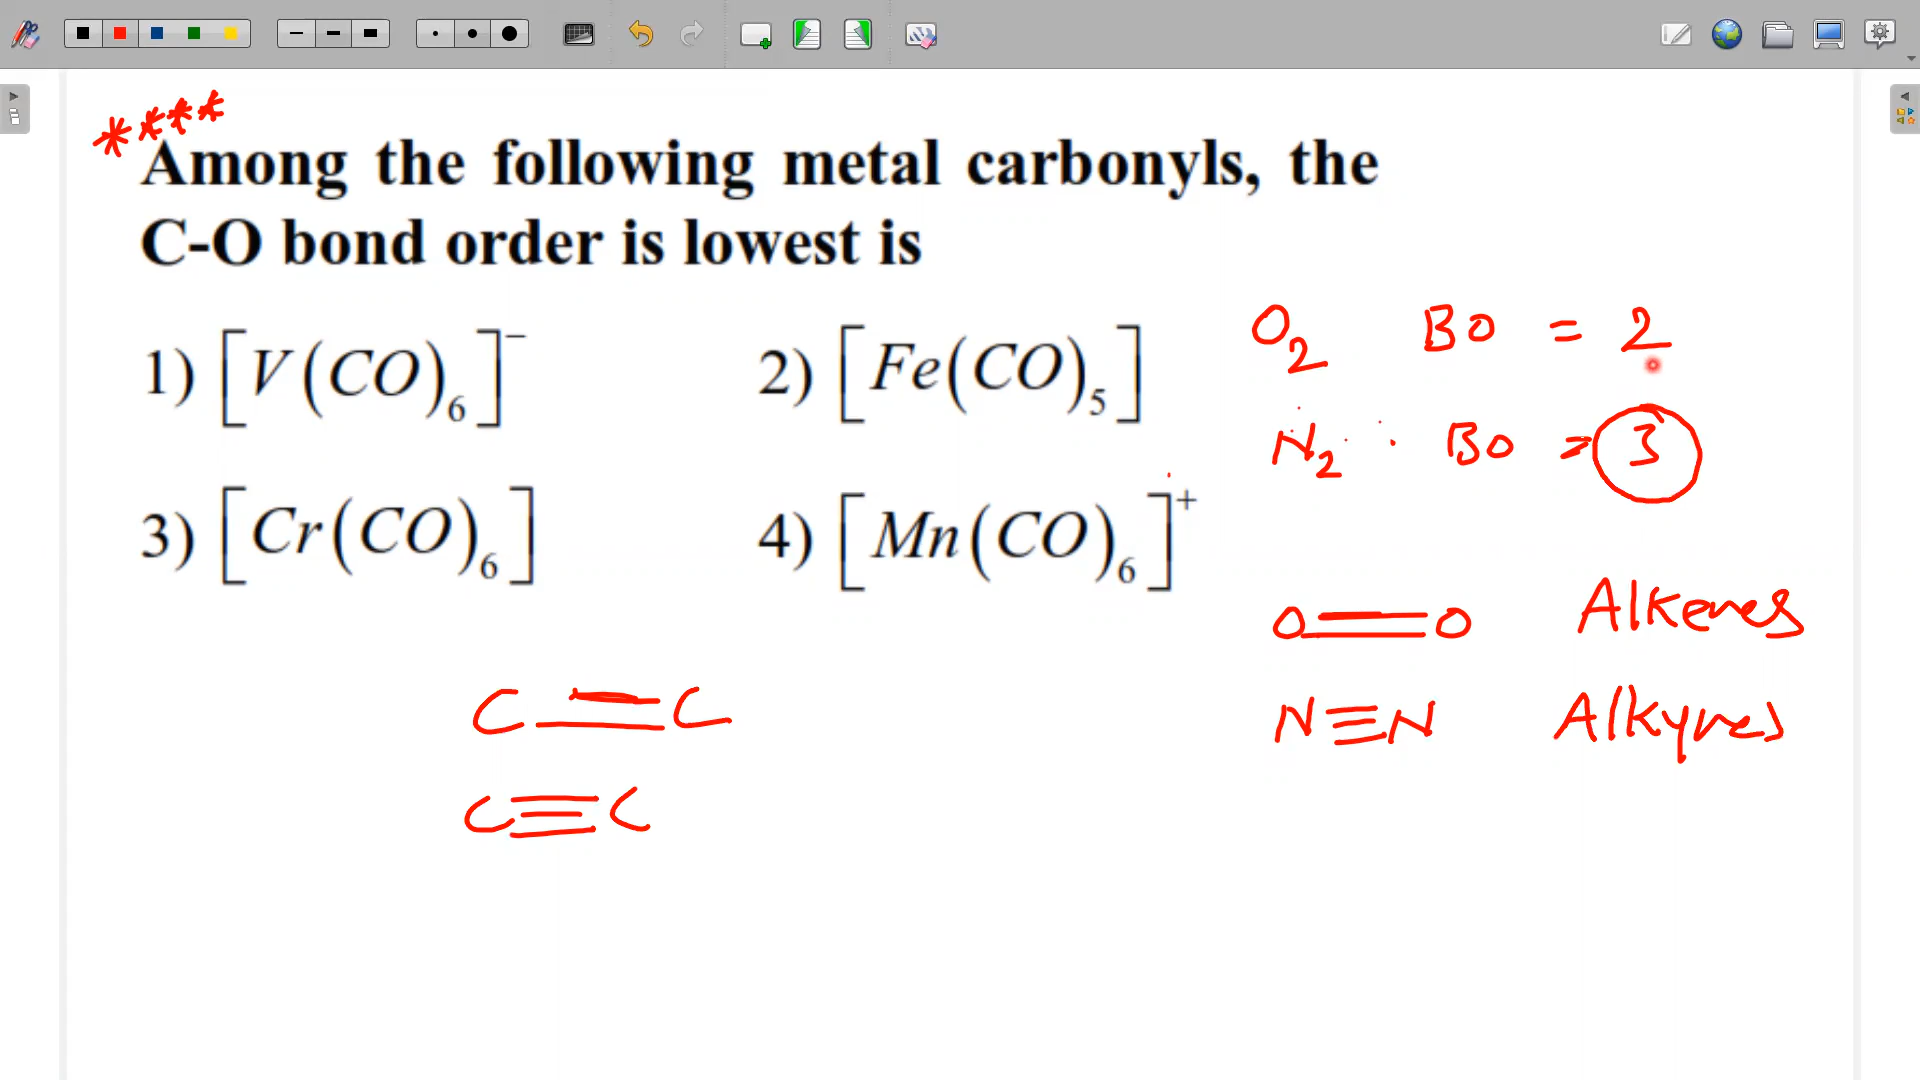 ****
Among the following metal carbonyls, the
C-O bond order is lowest is
1) [V(CO)₆]⁻ 2) [Fe(CO)₅]
3) [Cr(CO)₆] 4) [Mn(CO)₆]⁺
O₂ BO = 2
N₂ BO = 3
O=O Alkenes
N≡N Alkynes
C=C
C≡C